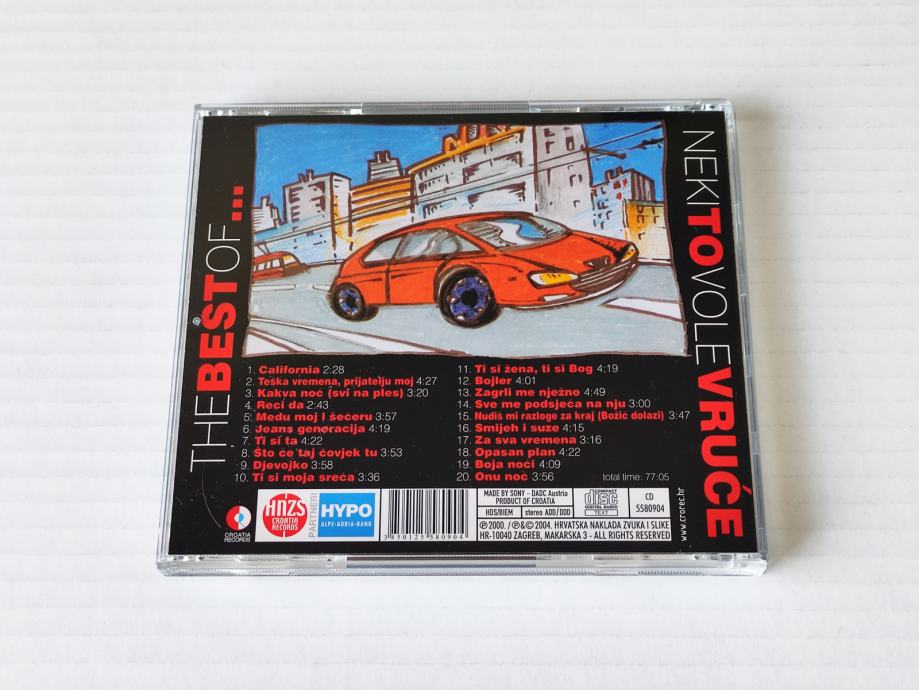 THE BEST OF...
NEKI TO VOLE VRUĆE
1. California 2:28
2. Teška vremena, prijatelju moj 4:27
3. Kakva noć (svi na ples) 3:20
4. Reci da 2:43
5. Među moj i šećeru 3:57
6. Jeans generacija 4:19
7. Ti si ta 4:22
8. Što će taj čovjek tu 3:53
9. Djevojko 3:58
10. Ti si moja sreća 3:36
11. Ti si žena, ti si Bog 4:19
12. Bojler 4:01
13. Zagrli me nježno 4:49
14. Sve me podsjeća na nju 3:00
15. Nudiš mi razloge za kraj (Božić dolazi) 3:47
16. Smijeh i suze 4:15
17. Za sva vremena 3:16
18. Opasan plan 4:22
19. Boja noći 4:09
20. Onu noć 3:56
total time: 77:05
CROATIA
RECORDS
HNZS
CROATIA
RECORDS
PARTNERI
HYPO
ALPE-ADRIA-BANK
3 850125 580904
MADE BY SONY - DADC Austria
PRODUCT OF CROATIA
HDS/BIEM
stereo ADD/DDD
COMPACT
disc
DIGITAL AUDIO
TEXT
CD
5580904
℗ 2000. / ℗&© 2004. HRVATSKA NAKLADA ZVUKA I SLIKE
HR-10040 ZAGREB, MAKARSKA 3 - ALL RIGHTS RESERVED
www.crorec.hr